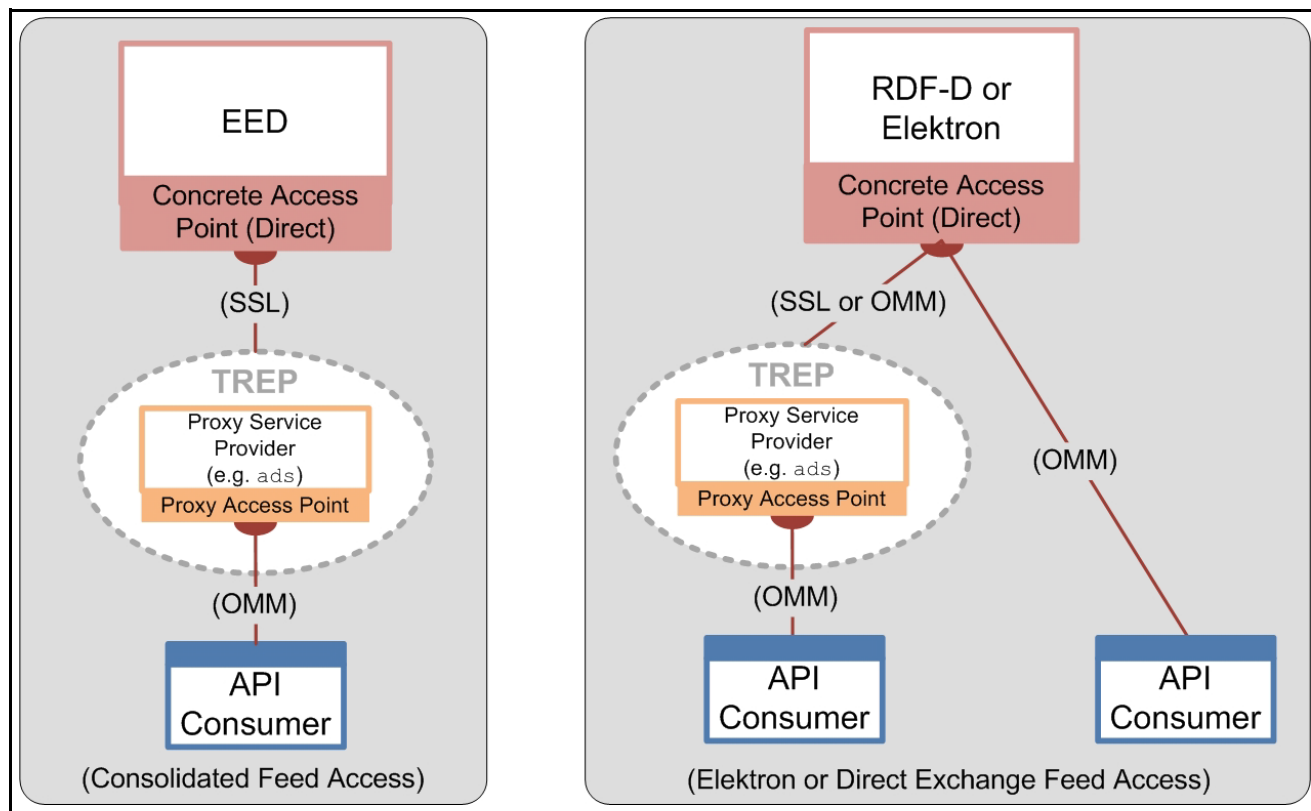 EED
Concrete Access
Point (Direct)
(SSL)
TREP
Proxy Service
Provider
(e.g. ads)
Proxy Access Point
(OMM)
API
Consumer
(Consolidated Feed Access)
RDF-D or
Elektron
Concrete Access
Point (Direct)
(SSL or OMM)
TREP
Proxy Service
Provider
(e.g. ads)
Proxy Access Point
(OMM)
(OMM)
API
Consumer
API
Consumer
(Elektron or Direct Exchange Feed Access)